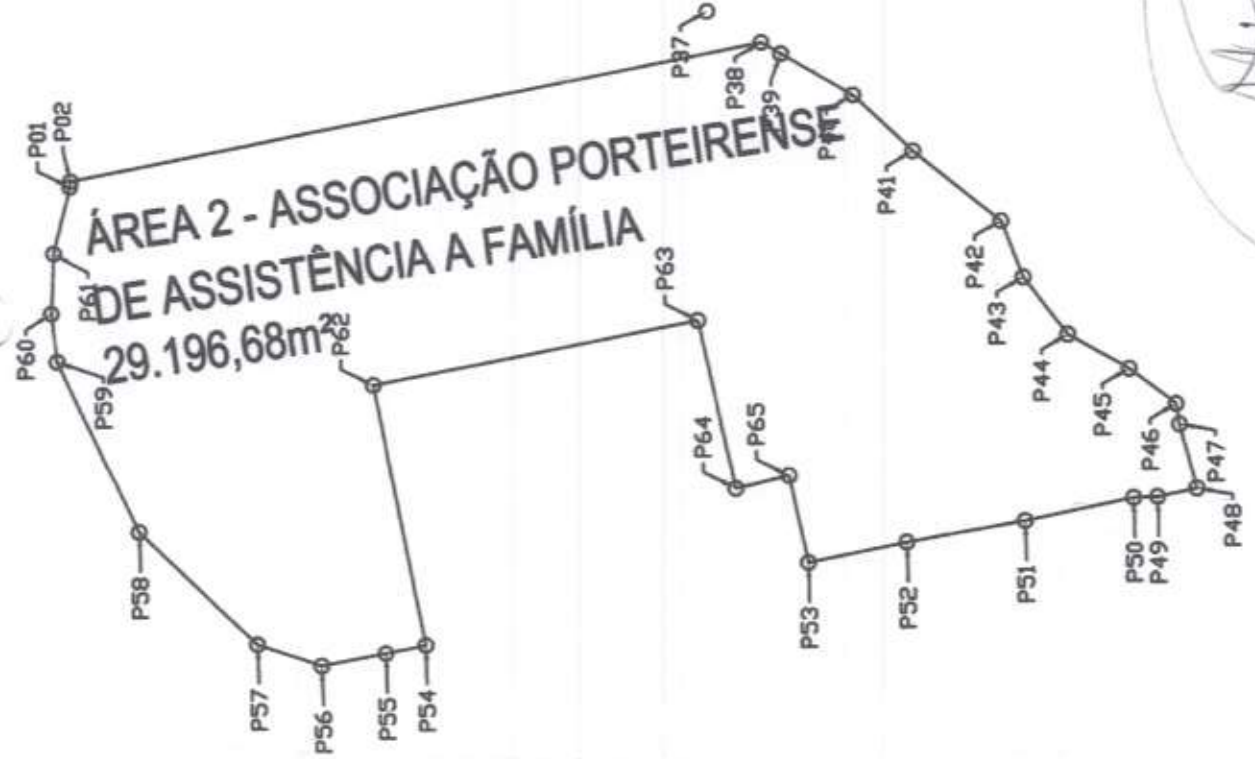 P01
P02
P37
P38
P39
P41
P42
P43
P44
P45
P46
P47
P48
P49
P50
P51
P52
P53
P65
P64
P63
P62
P54
P55
P56
P57
P58
P59
P60
P61
ÁREA 2 - ASSOCIAÇÃO PORTEIRENSE
DE ASSISTÊNCIA A FAMÍLIA
29.196,68m²